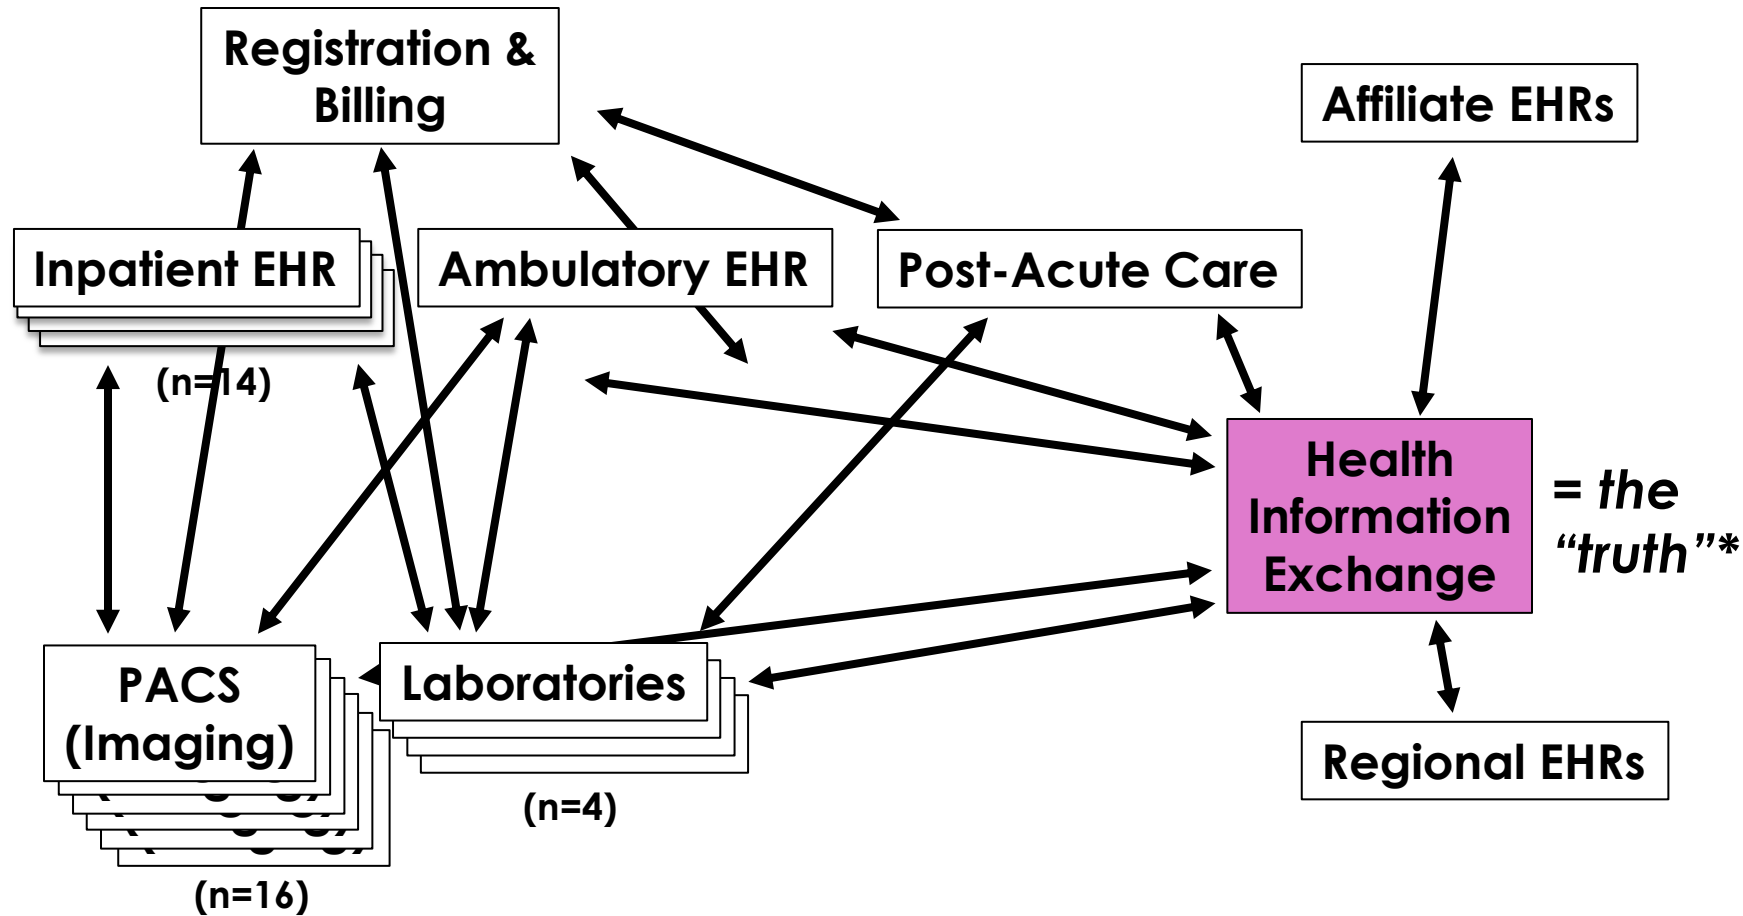 Registration &
Billing
Affiliate EHRs
Inpatient EHR
Ambulatory EHR
Post-Acute Care
(n=14)
Health
Information
Exchange
= the
“truth”*
PACS
(Imaging)
Laboratories
Regional EHRs
(n=4)
(n=16)